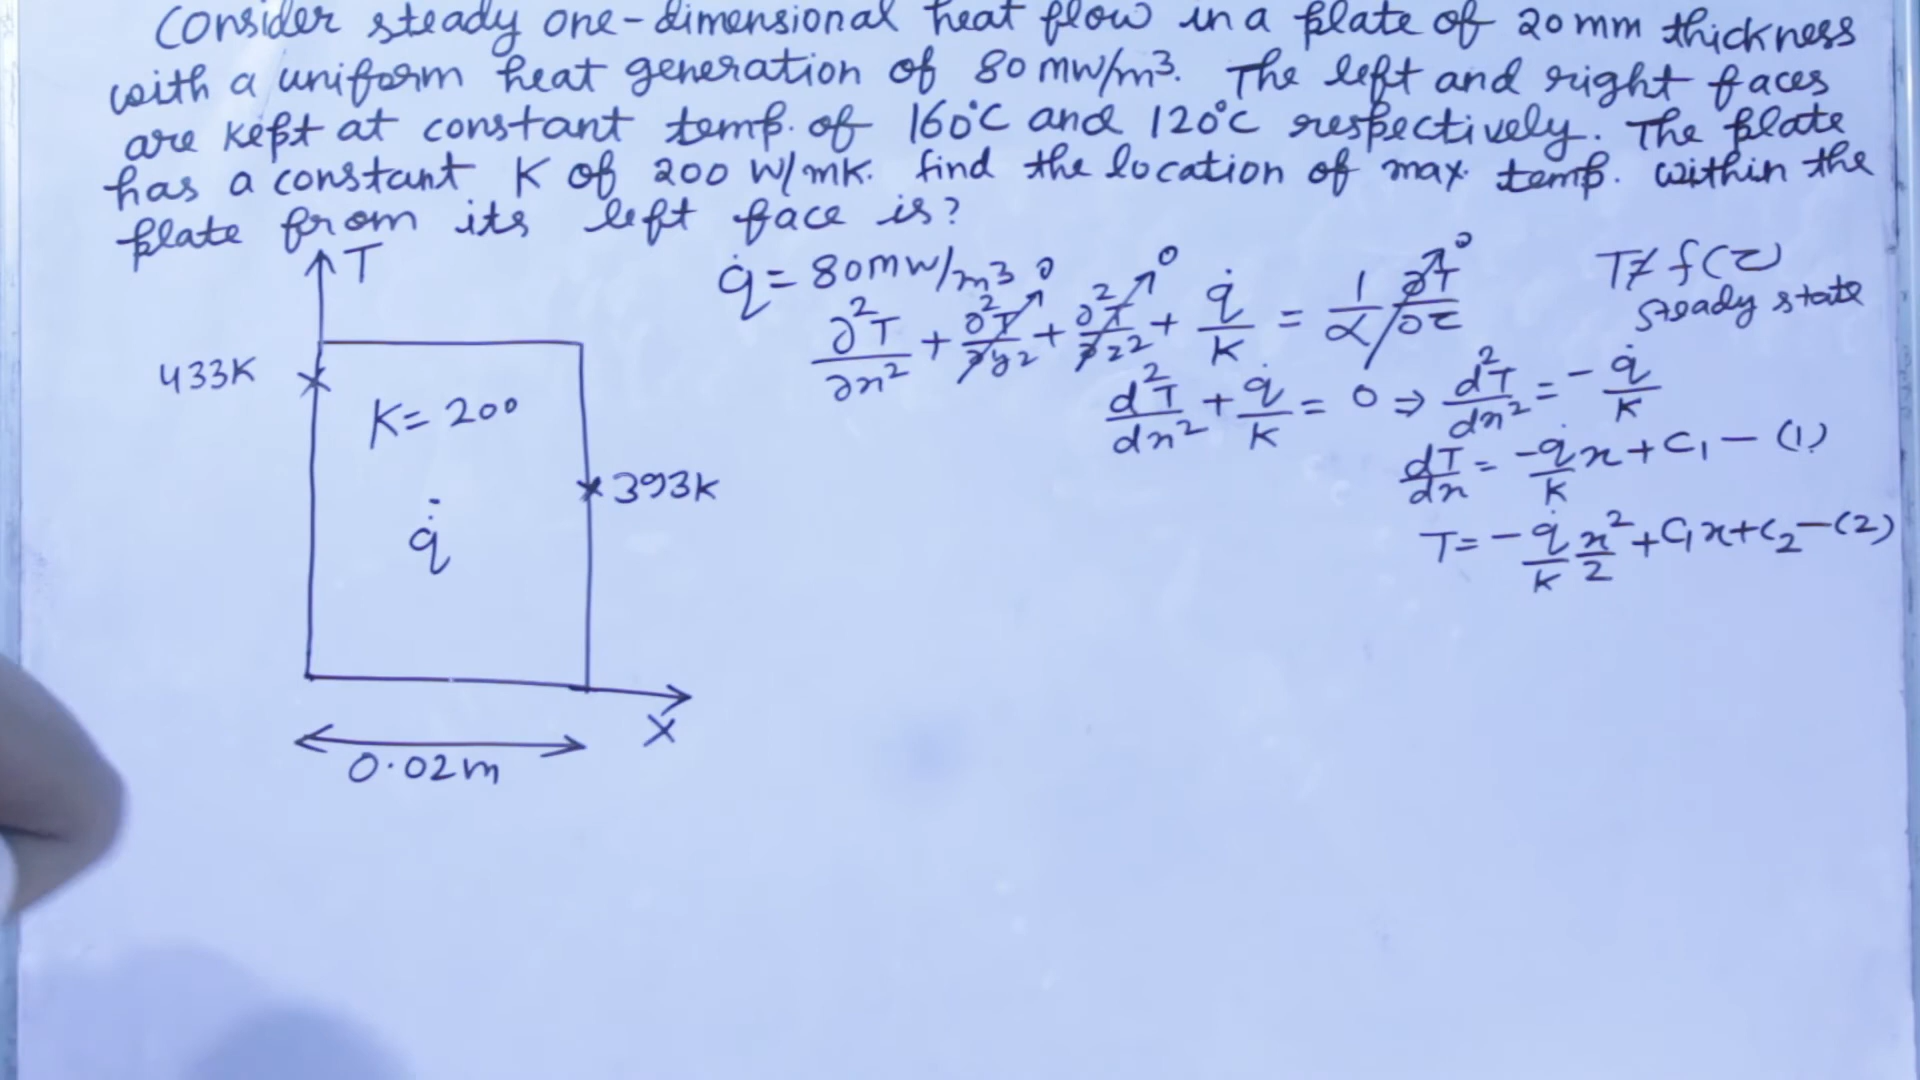 Consider steady one-dimensional heat flow in a plate of 20mm thickness
with a uniform heat generation of 80 mw/m³. The left and right faces
are kept at constant temp. of 160°C and 120°C respectively. The plate
has a constant K of 200 W/mK. find the location of max. temp. within the
plate from its left face is?
T
q̇ = 80mw/m³
∂²T/∂x² + ∂²T/∂y² 0 + ∂²T/∂z² 0 + q̇/k = 1/α ∂T/∂τ 0
T≠ f(τ)
steady state
433K
K= 200
d²T/dx² + q̇/k = 0 ⇒ d²T/dx² = - q̇/k
dT/dx = -q̇/k x + C₁ — (1)
393K
q̇
T= - q̇/k x²/2 + C₁x + C₂ — (2)
X
0.02m